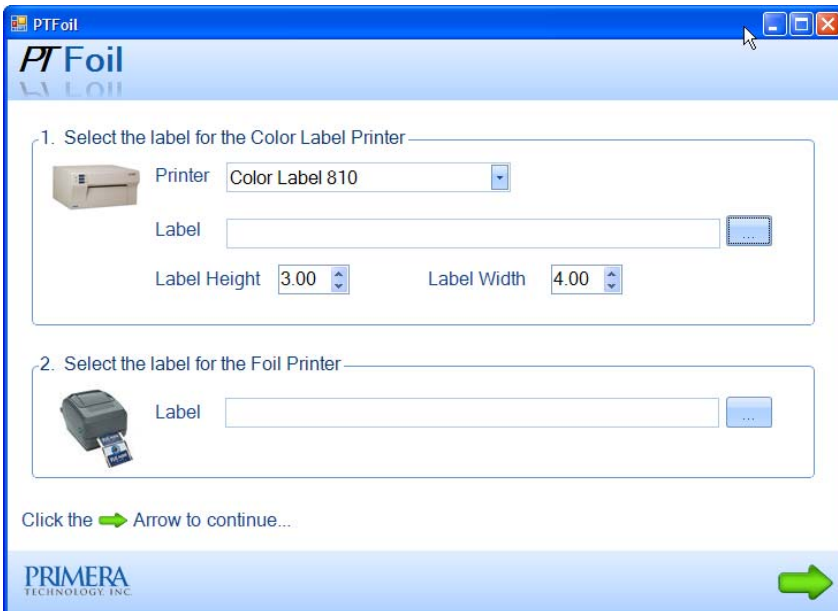 PTFoil
PT Foil
1. Select the label for the Color Label Printer
Printer Color Label 810
Label ...
Label Height 3.00 Label Width 4.00
2. Select the label for the Foil Printer
Label ...
Click the Arrow to continue...
PRIMERA
TECHNOLOGY, INC.